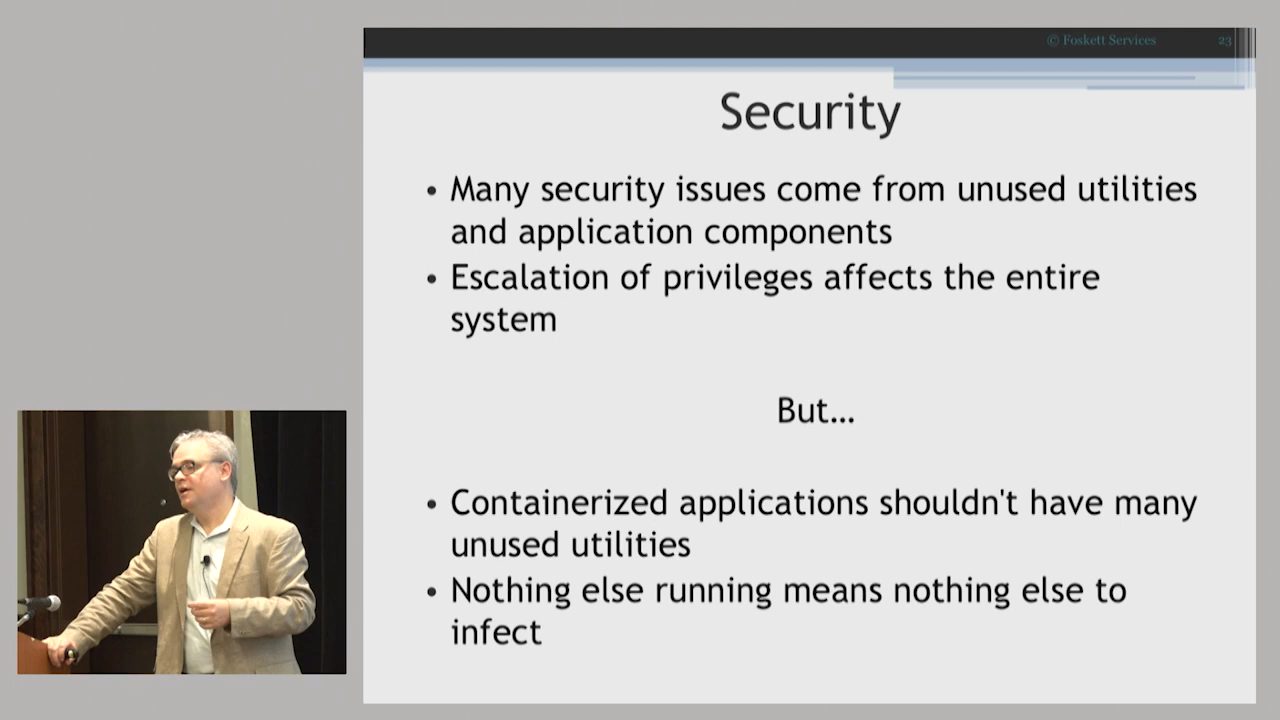 © Foskett Services 23
Security
• Many security issues come from unused utilities
and application components
• Escalation of privileges affects the entire
system
But...
• Containerized applications shouldn't have many
unused utilities
• Nothing else running means nothing else to
infect